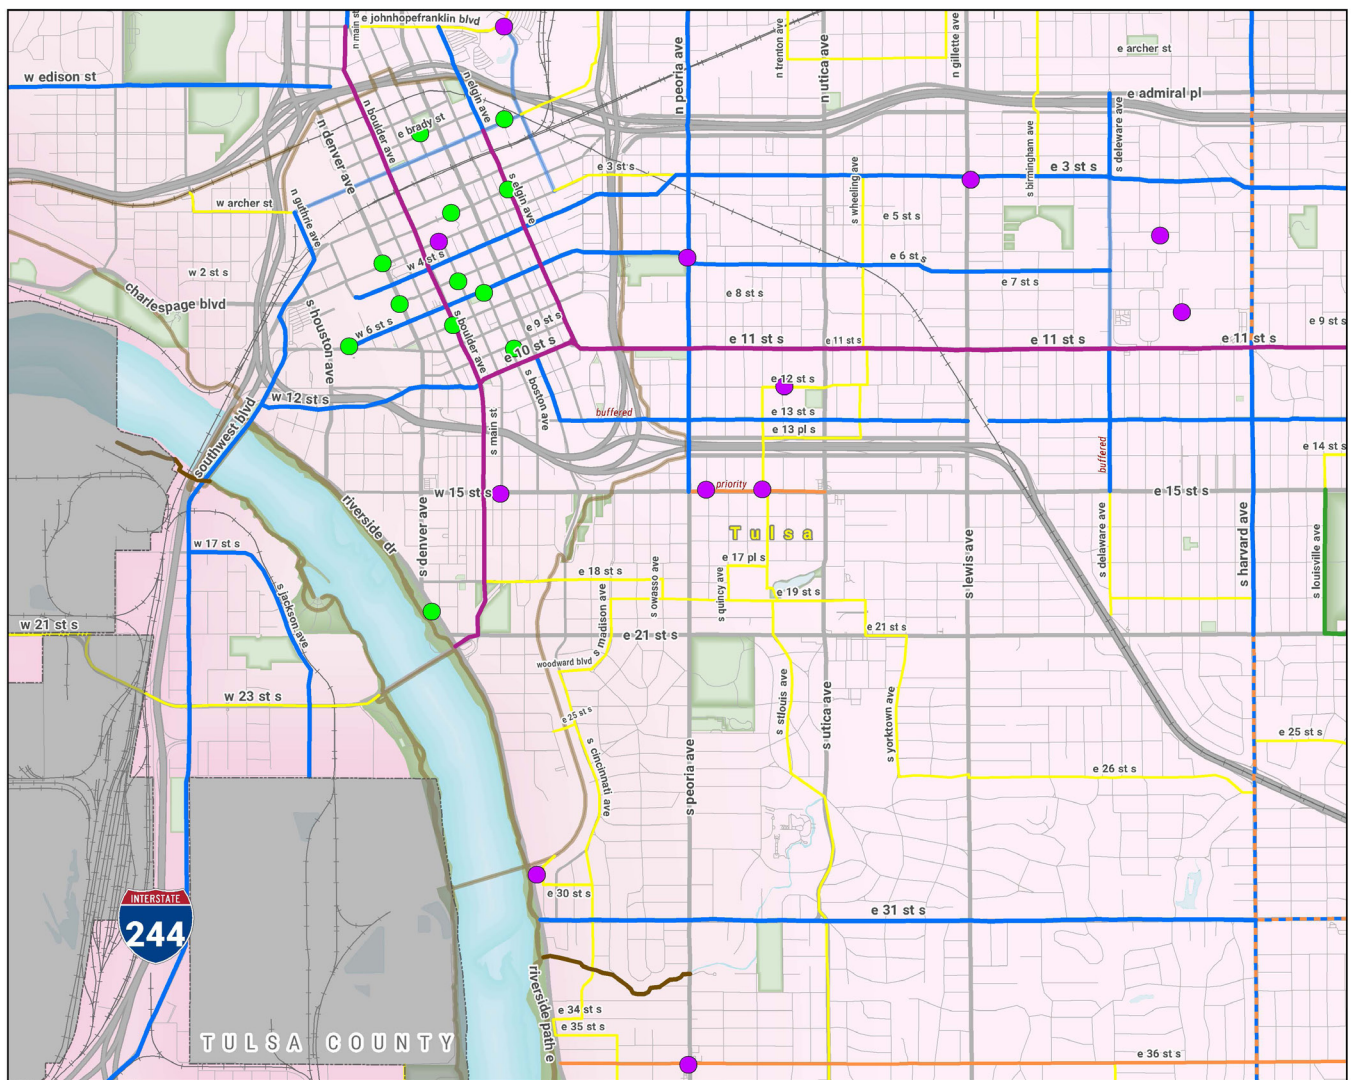 e johnhopefranklin blvd
n main st
n peoria ave
n trenton ave
n utica ave
n gillette ave
e archer st
w edison st
n elgin ave
e admiral pl
n boulder ave
e brady st
n denver ave
s deleware ave
s birmingham ave
e 3 st s
e 3 st s
s wheeling ave
s elgin ave
w archer st
n guthrie ave
e 5 st s
w 4 st s
e 6 st s
w 2 st s
e 7 st s
charlespage blvd
e 8 st s
s houston ave
w 6 st s
s boulder ave
e 9 st s
e 9 st s
e 10 st s
e 11 st s
e 11 st s
e 11 st s
e 11 st s
e 12 st s
s boston ave
w 12 st s
buffered
e 13 st s
e 13 pl s
s main st
southwest blvd
buffered
e 14 st s
w 15 st s
priority
e 15 st s
riverside dr
s denver ave
Tulsa
s lewis ave
s delaware ave
s harvard ave
s louisville ave
w 17 st s
e 17 pl s
e 18 st s
s owasso ave
s quincy ave
s jackson ave
s madison ave
e 19 st s
w 21 st s
e 21 st s
e 21 st s
woodward blvd
w 23 st s
s stlouis ave
s utica ave
s yorktown ave
e 25 st s
e 25 st s
s cincinnati ave
s peoria ave
e 26 st s
e 30 st s
INTERSTATE
244
e 31 st s
riverside path e
e 34 st s
e 35 st s
TULSA COUNTY
e 36 st s